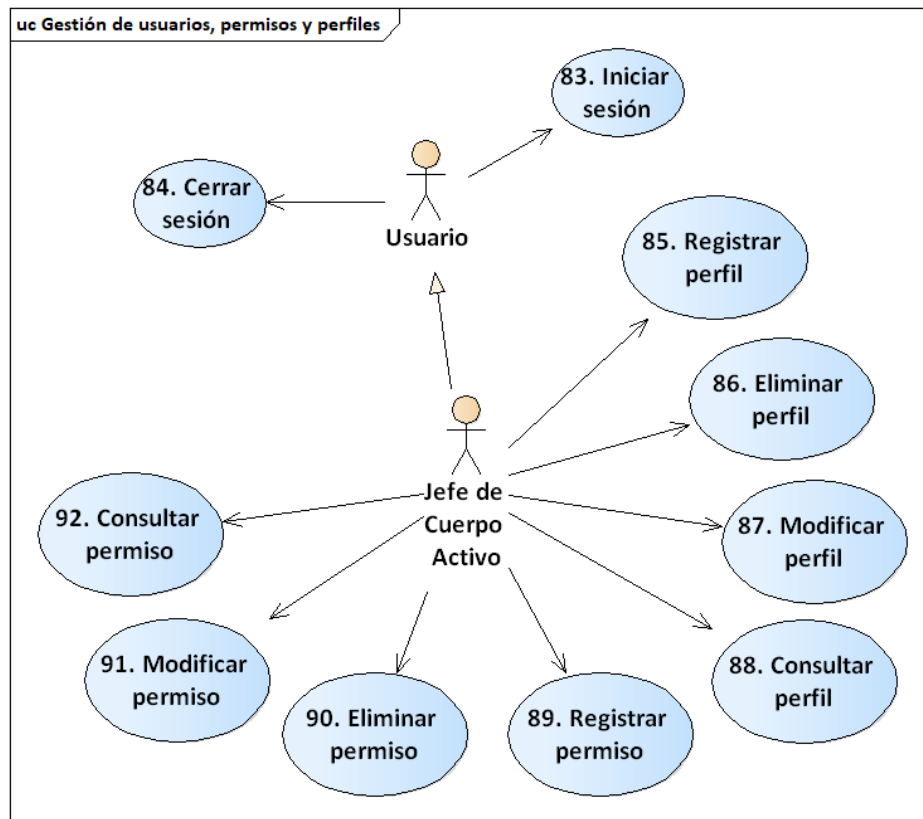 uc Gestión de usuarios, permisos y perfiles
83. Iniciar
sesión
84. Cerrar
sesión
Usuario
85. Registrar
perfil
86. Eliminar
perfil
Jefe de
Cuerpo
Activo
92. Consultar
permiso
87. Modificar
perfil
91. Modificar
permiso
88. Consultar
perfil
90. Eliminar
permiso
89. Registrar
permiso